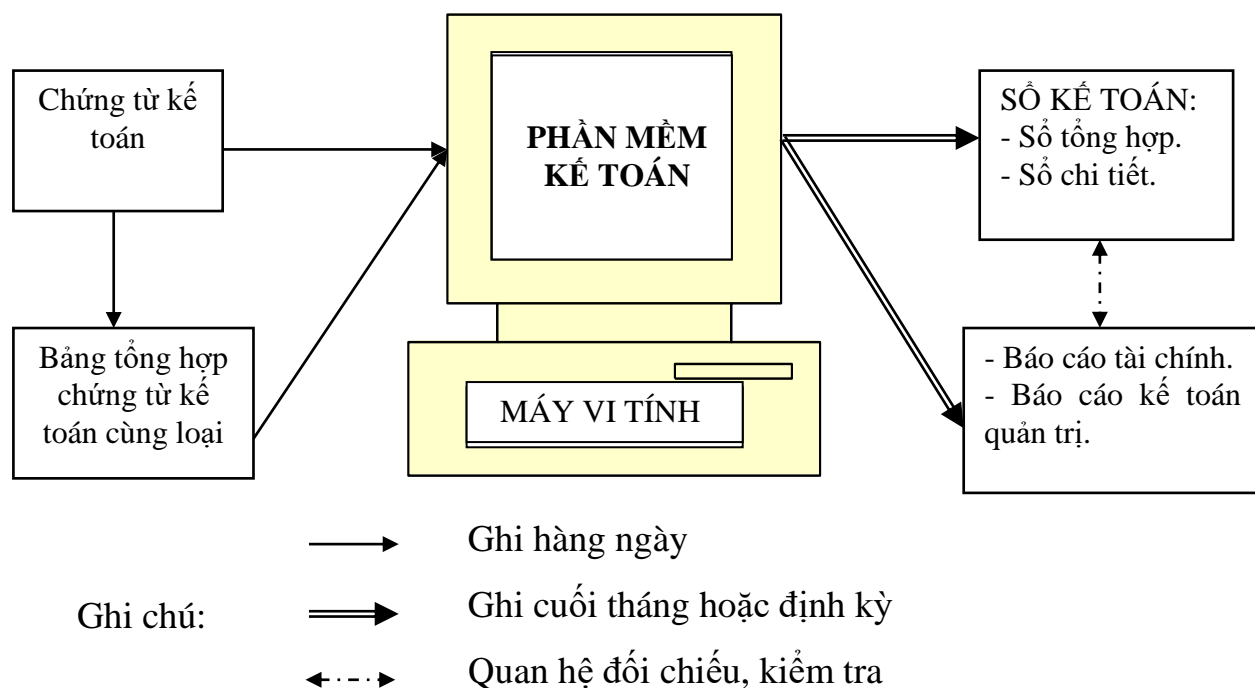 Chứng từ kế
toán
PHẦN MỀM
KẾ TOÁN
SỔ KẾ TOÁN:
- Sổ tổng hợp.
- Sổ chi tiết.
Bảng tổng hợp
chứng từ kế
toán cùng loại
MÁY VI TÍNH
- Báo cáo tài chính.
- Báo cáo kế toán
quản trị.
Ghi hàng ngày
Ghi chú:
Ghi cuối tháng hoặc định kỳ
Quan hệ đối chiếu, kiểm tra